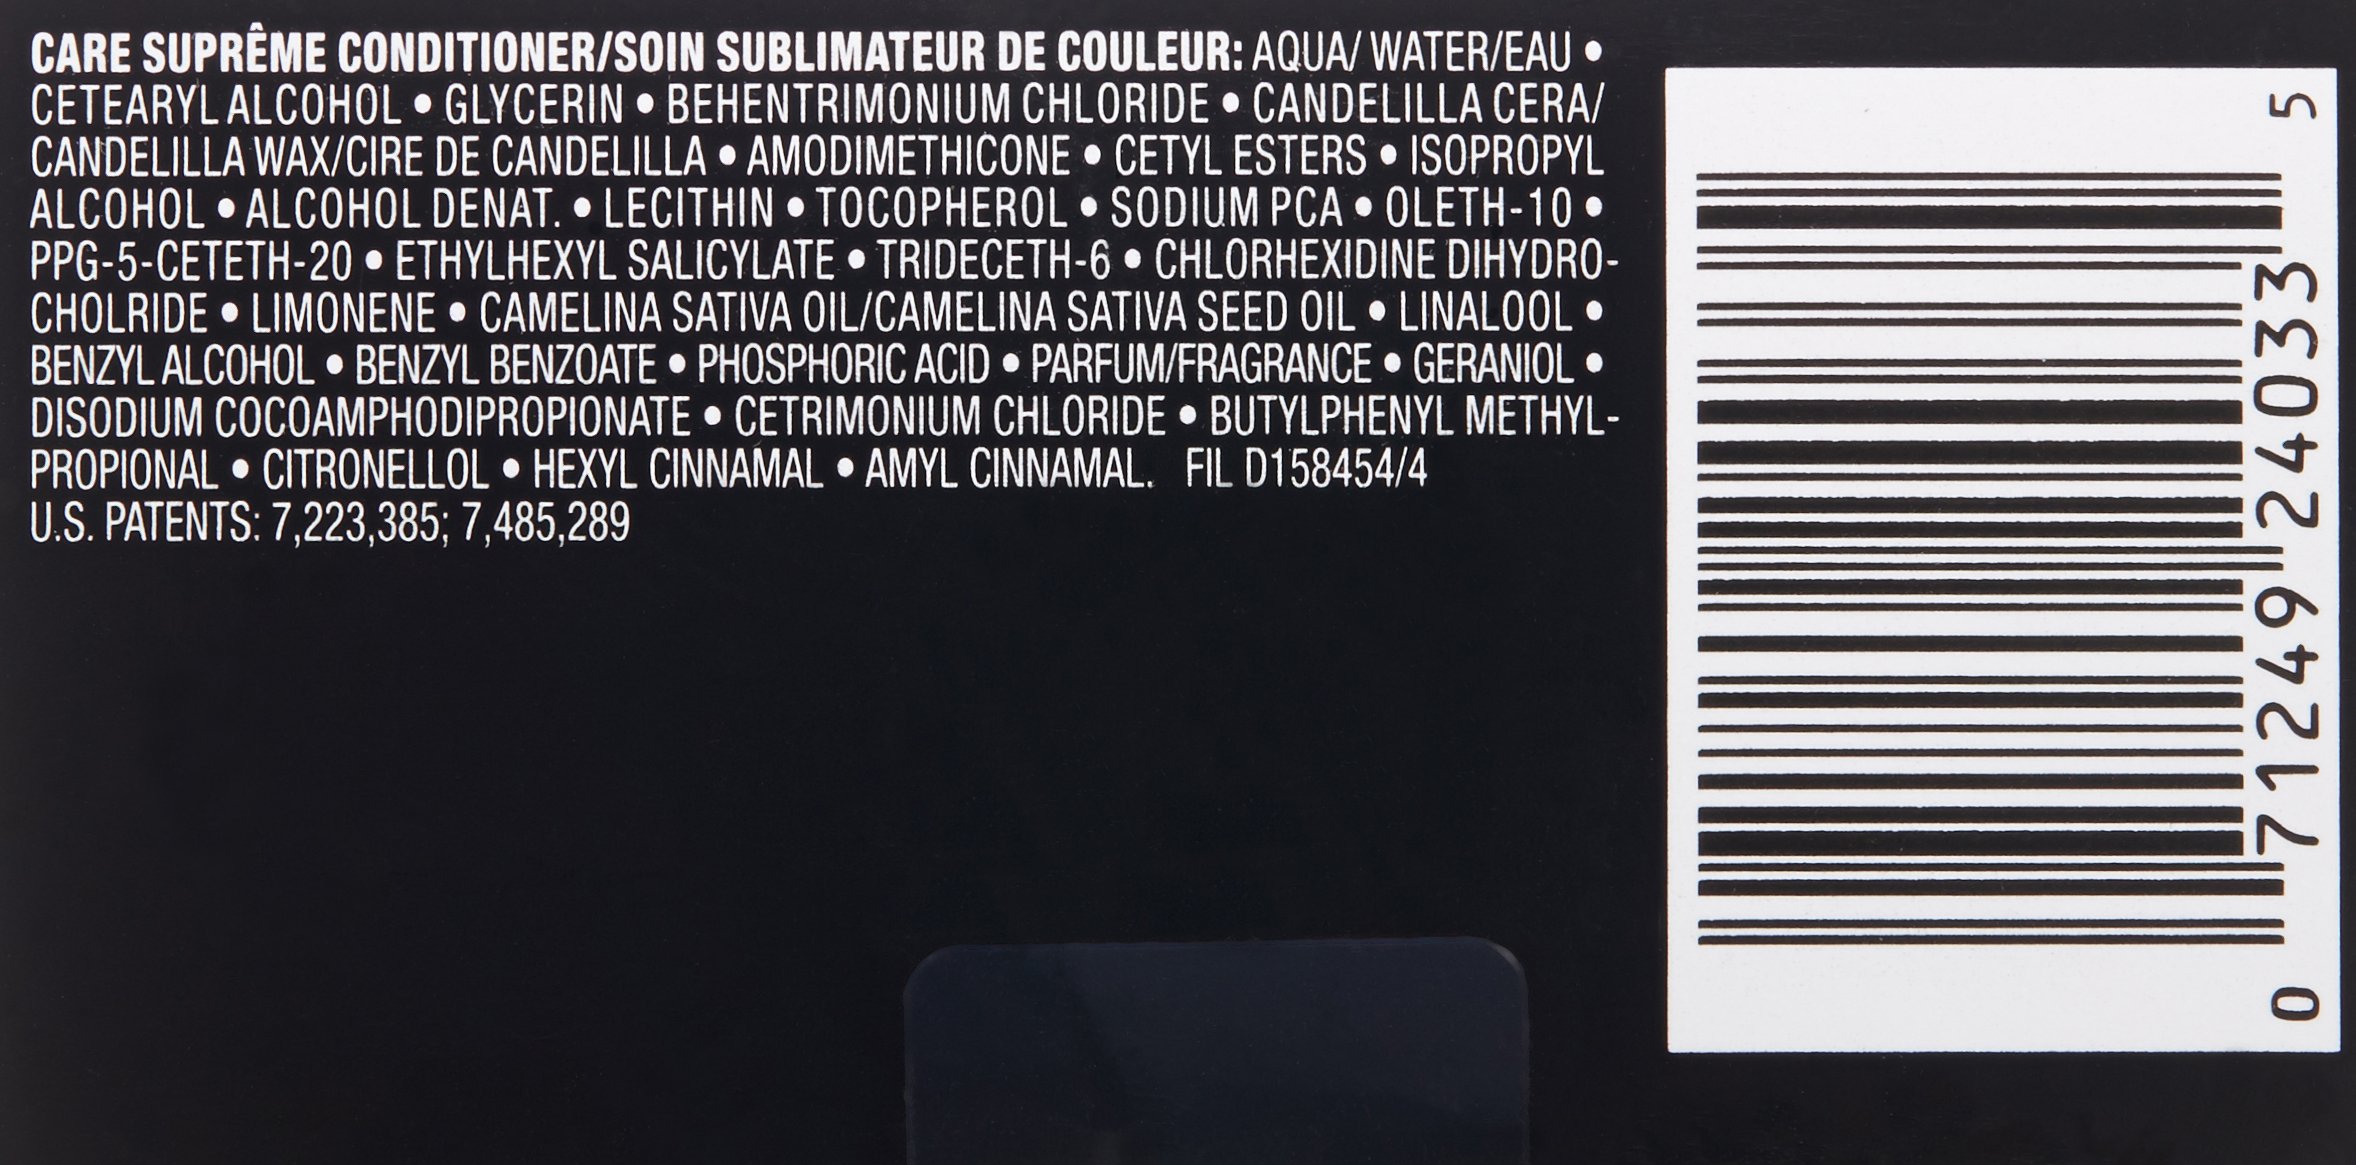 CARE SUPRÊME CONDITIONER/SOIN SUBLIMATEUR DE COULEUR: AQUA/ WATER/EAU •
CETEARYL ALCOHOL • GLYCERIN • BEHENTRIMONIUM CHLORIDE • CANDELILLA CERA/
CANDELILLA WAX/CIRE DE CANDELILLA • AMODIMETHICONE • CETYL ESTERS • ISOPROPYL
ALCOHOL • ALCOHOL DENAT. • LECITHIN • TOCOPHEROL • SODIUM PCA • OLETH-10 •
PPG-5-CETETH-20 • ETHYLHEXYL SALICYLATE • TRIDECETH-6 • CHLORHEXIDINE DIHYDRO-
CHOLRIDE • LIMONENE • CAMELINA SATIVA OIL/CAMELINA SATIVA SEED OIL • LINALOOL •
BENZYL ALCOHOL • BENZYL BENZOATE • PHOSPHORIC ACID • PARFUM/FRAGRANCE • GERANIOL •
DISODIUM COCOAMPHODIPROPIONATE • CETRIMONIUM CHLORIDE • BUTYLPHENYL METHYL-
PROPIONAL • CITRONELLOL • HEXYL CINNAMAL • AMYL CINNAMAL. FIL D158454/4
U.S. PATENTS: 7,223,385; 7,485,289
0 71249 24033 5